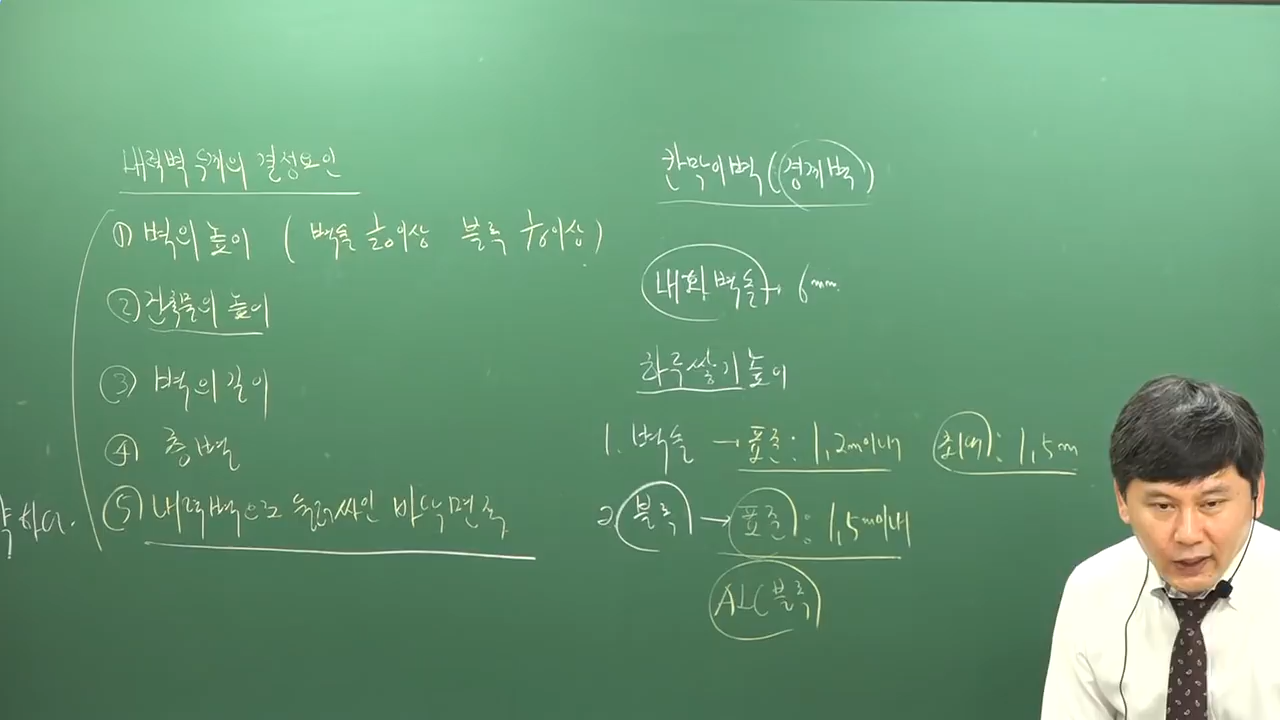 내력벽 두께의 결정요인
① 벽의 높이 ( 벽돌 1/20이상 블록 1/16이상 )
② 건축물의 높이
③ 벽의 길이
④ 층벽
⑤ 내력벽으로 둘러싸인 바닥면적
하다.
칸막이벽 (경계벽)
내화벽돌 → 6mm
하루쌓기높이
1. 벽돌 → 표준: 1,2m이내 최대: 1,5m
2. 블록 → 표준: 1,5m이내
ALC블록